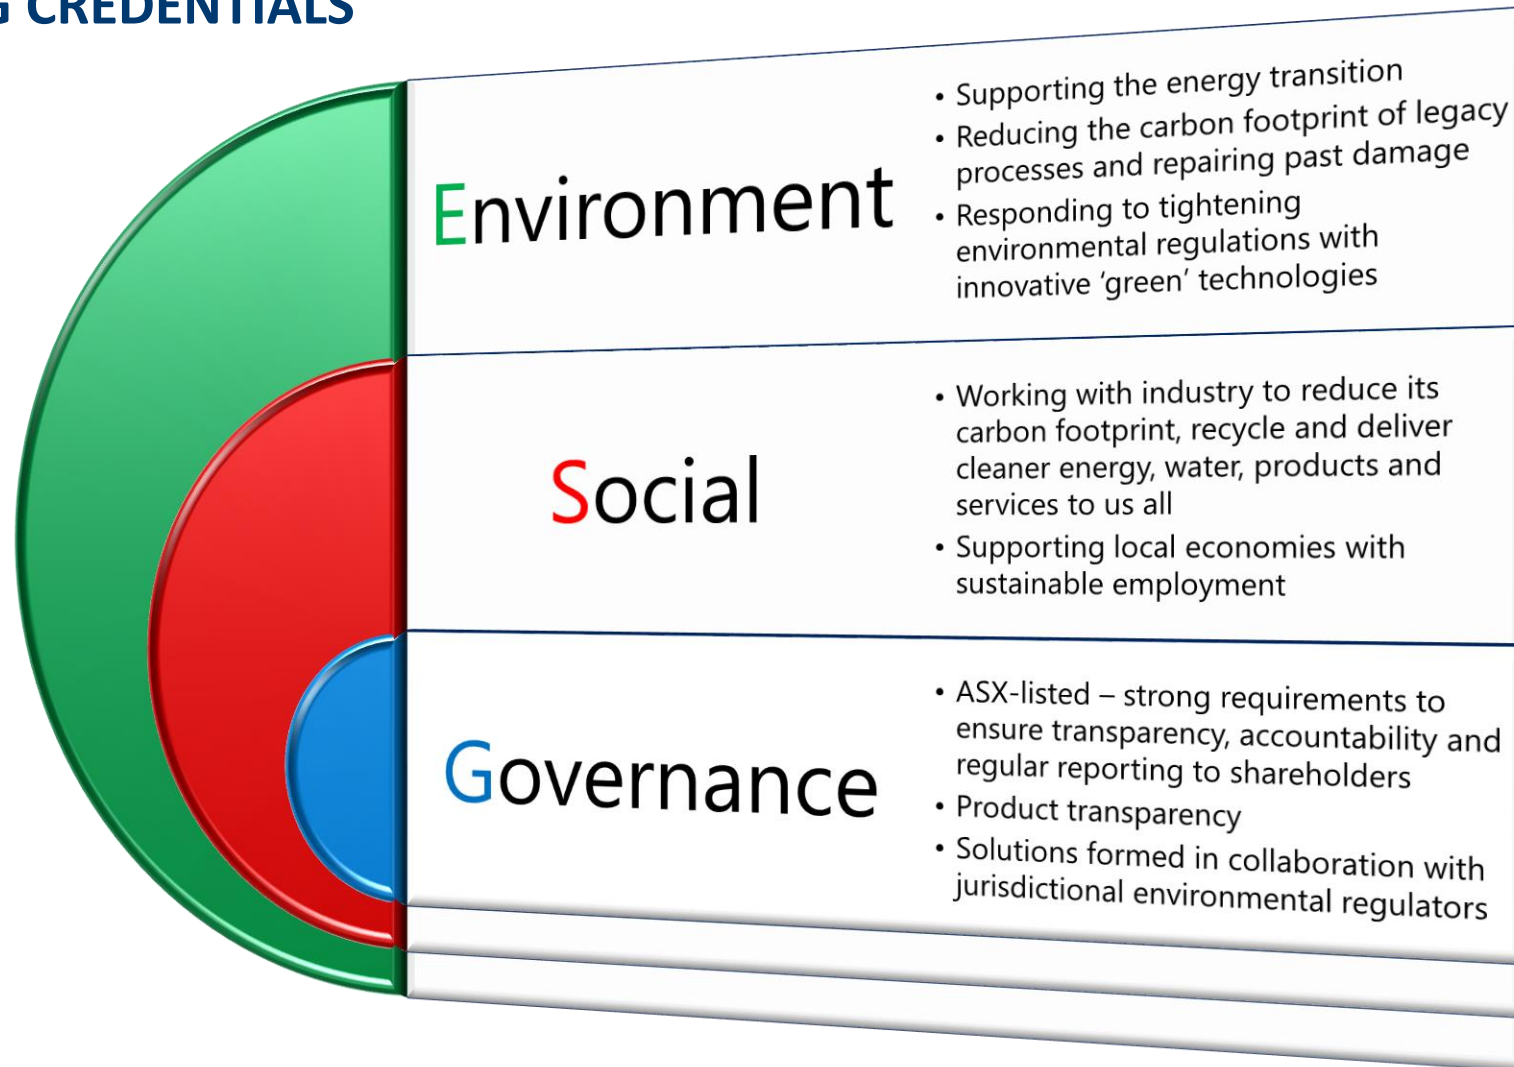 G CREDENTIALS
Environment
• Supporting the energy transition
• Reducing the carbon footprint of legacy
processes and repairing past damage
• Responding to tightening
environmental regulations with
innovative ‘green’ technologies
Social
• Working with industry to reduce its
carbon footprint, recycle and deliver
cleaner energy, water, products and
services to us all
• Supporting local economies with
sustainable employment
Governance
• ASX-listed – strong requirements to
ensure transparency, accountability and
regular reporting to shareholders
• Product transparency
• Solutions formed in collaboration with
jurisdictional environmental regulators